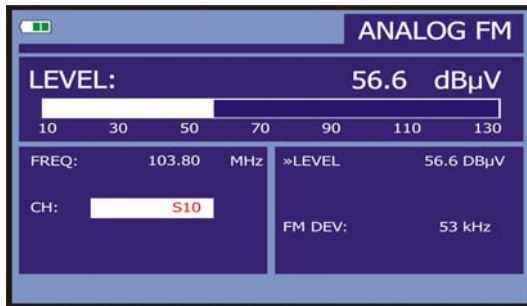 ANALOG FM
LEVEL: 56.6 dBµV
10 30 50 70 90 110 130
FREQ: 103.80 MHz
CH: S10
»LEVEL 56.6 DBµV
FM DEV: 53 kHz